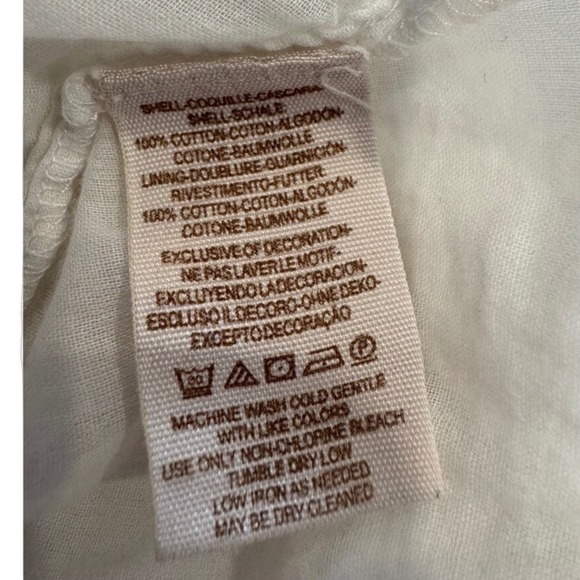 SHELL-COQUILLE-CASCARA-
SHELL-SCHALE
100% COTTON-COTON-ALGODÓN-
COTONE-BAUMWOLLE
LINING-DOUBLURE-GUARNICIÓN-
RIVESTIMENTO-FUTTER
100% COTTON-COTON-ALGODÓN-
COTONE-BAUMWOLLE
EXCLUSIVE OF DECORATION-
NE PAS LAVER LE MOTIF-
EXCLUYENDO LA DECORACION-
ESCLUSO IL DECORO-OHNE DEKO-
EXCEPTO DECORAÇÃO
30
P
MACHINE WASH COLD GENTLE
WITH LIKE COLORS
USE ONLY NON-CHLORINE BLEACH
TUMBLE DRY LOW
LOW IRON AS NEEDED
MAY BE DRY CLEANED